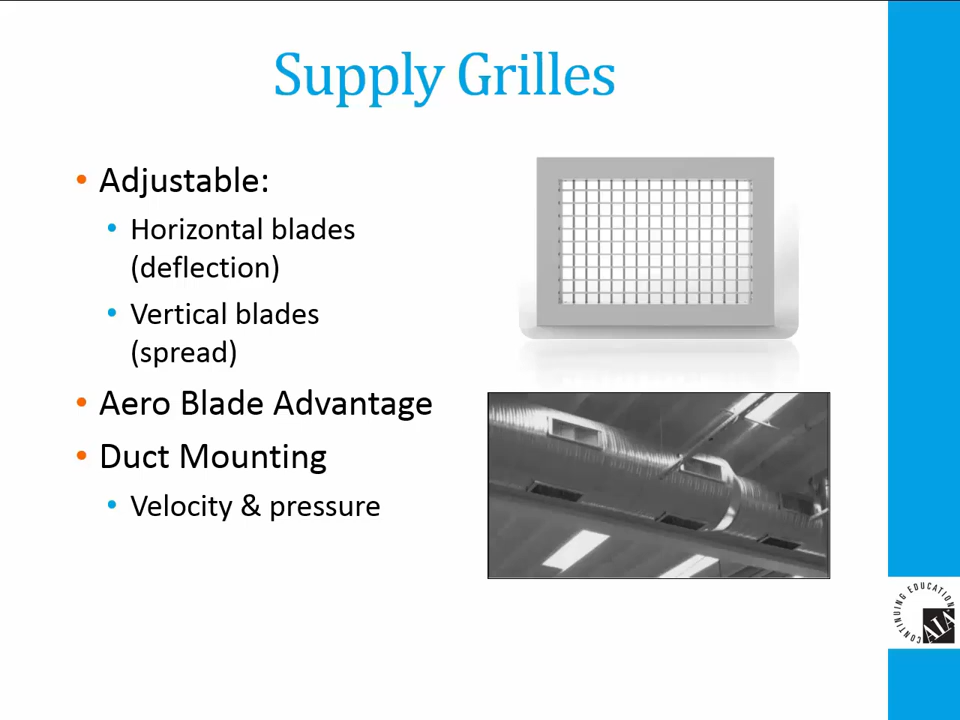 Supply Grilles
• Adjustable:
• Horizontal blades
(deflection)
• Vertical blades
(spread)
• Aero Blade Advantage
• Duct Mounting
• Velocity & pressure
CONTINUING EDUCATION
AIA